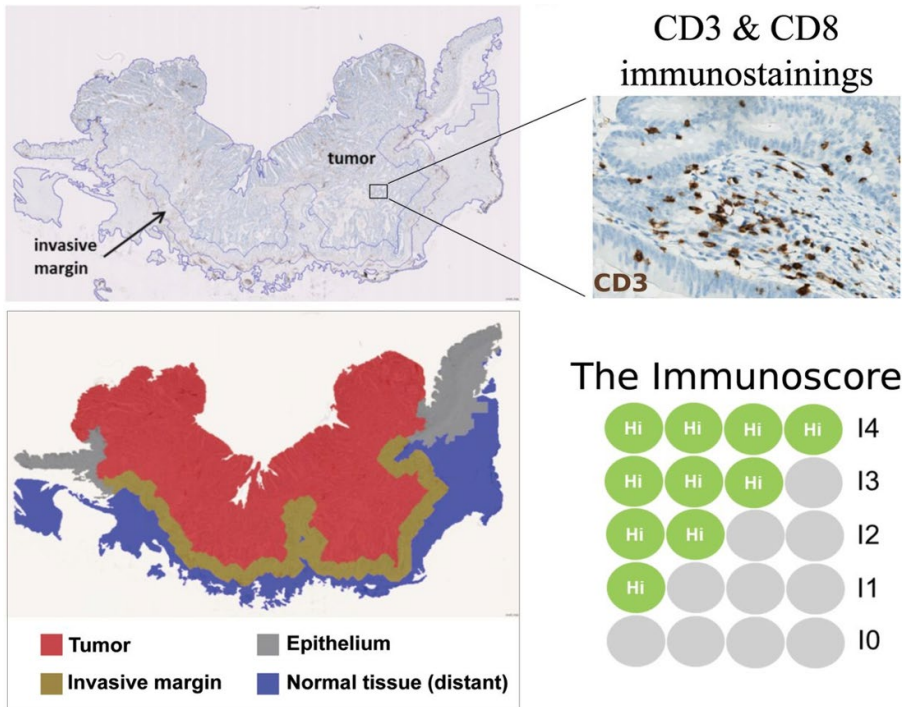 CD3 & CD8
immunostainings
tumor
invasive
margin
CD3
The Immunoscore
Hi Hi Hi Hi I4
Hi Hi Hi I3
Hi Hi I2
Hi I1
I0
Tumor
Epithelium
Invasive margin
Normal tissue (distant)